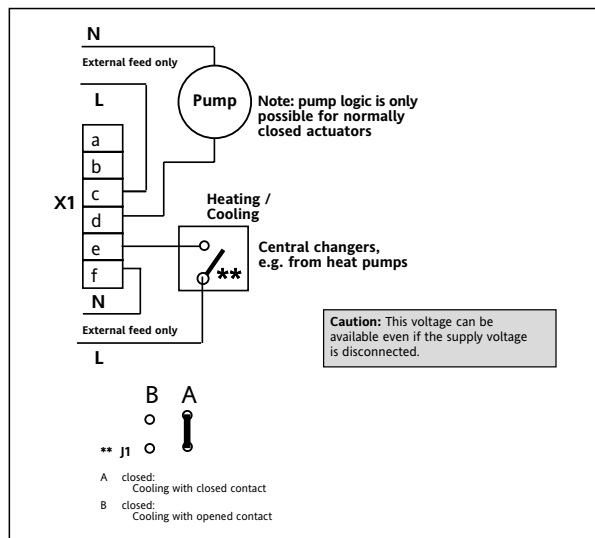 N
External feed only
L
Pump
Note: pump logic is only
possible for normally
closed actuators
X1
a
b
c
d
e
f
Heating /
Cooling
Central changers,
e.g. from heat pumps
**
N
External feed only
L
Caution: This voltage can be
available even if the supply voltage
is disconnected.
B A
** J1
A closed:
Cooling with closed contact
B closed:
Cooling with opened contact